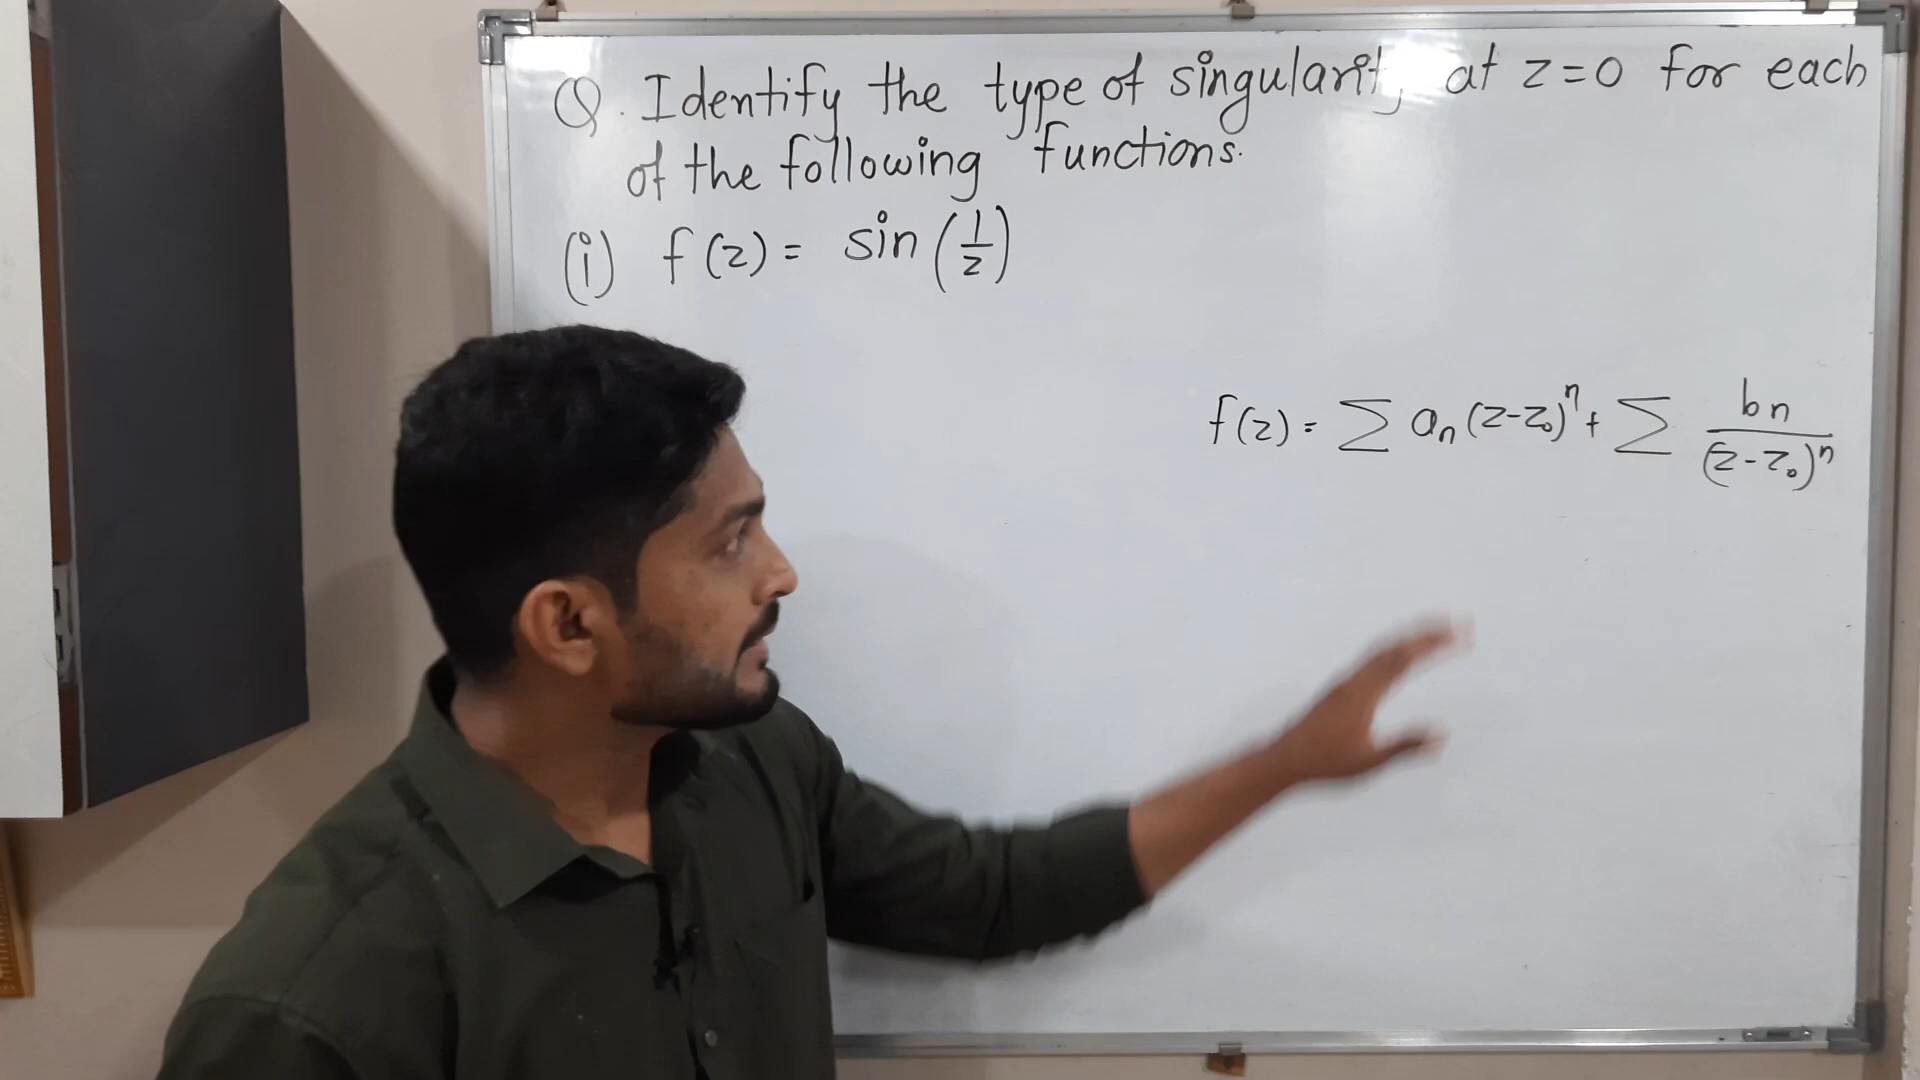 Q. Identify the type of singularity at z=0 for each
of the following functions.
(i) f(z) = sin(1/z)
f(z) = ∑ aₙ(z-z₀)ⁿ + ∑ bn/(z-z₀)ⁿ